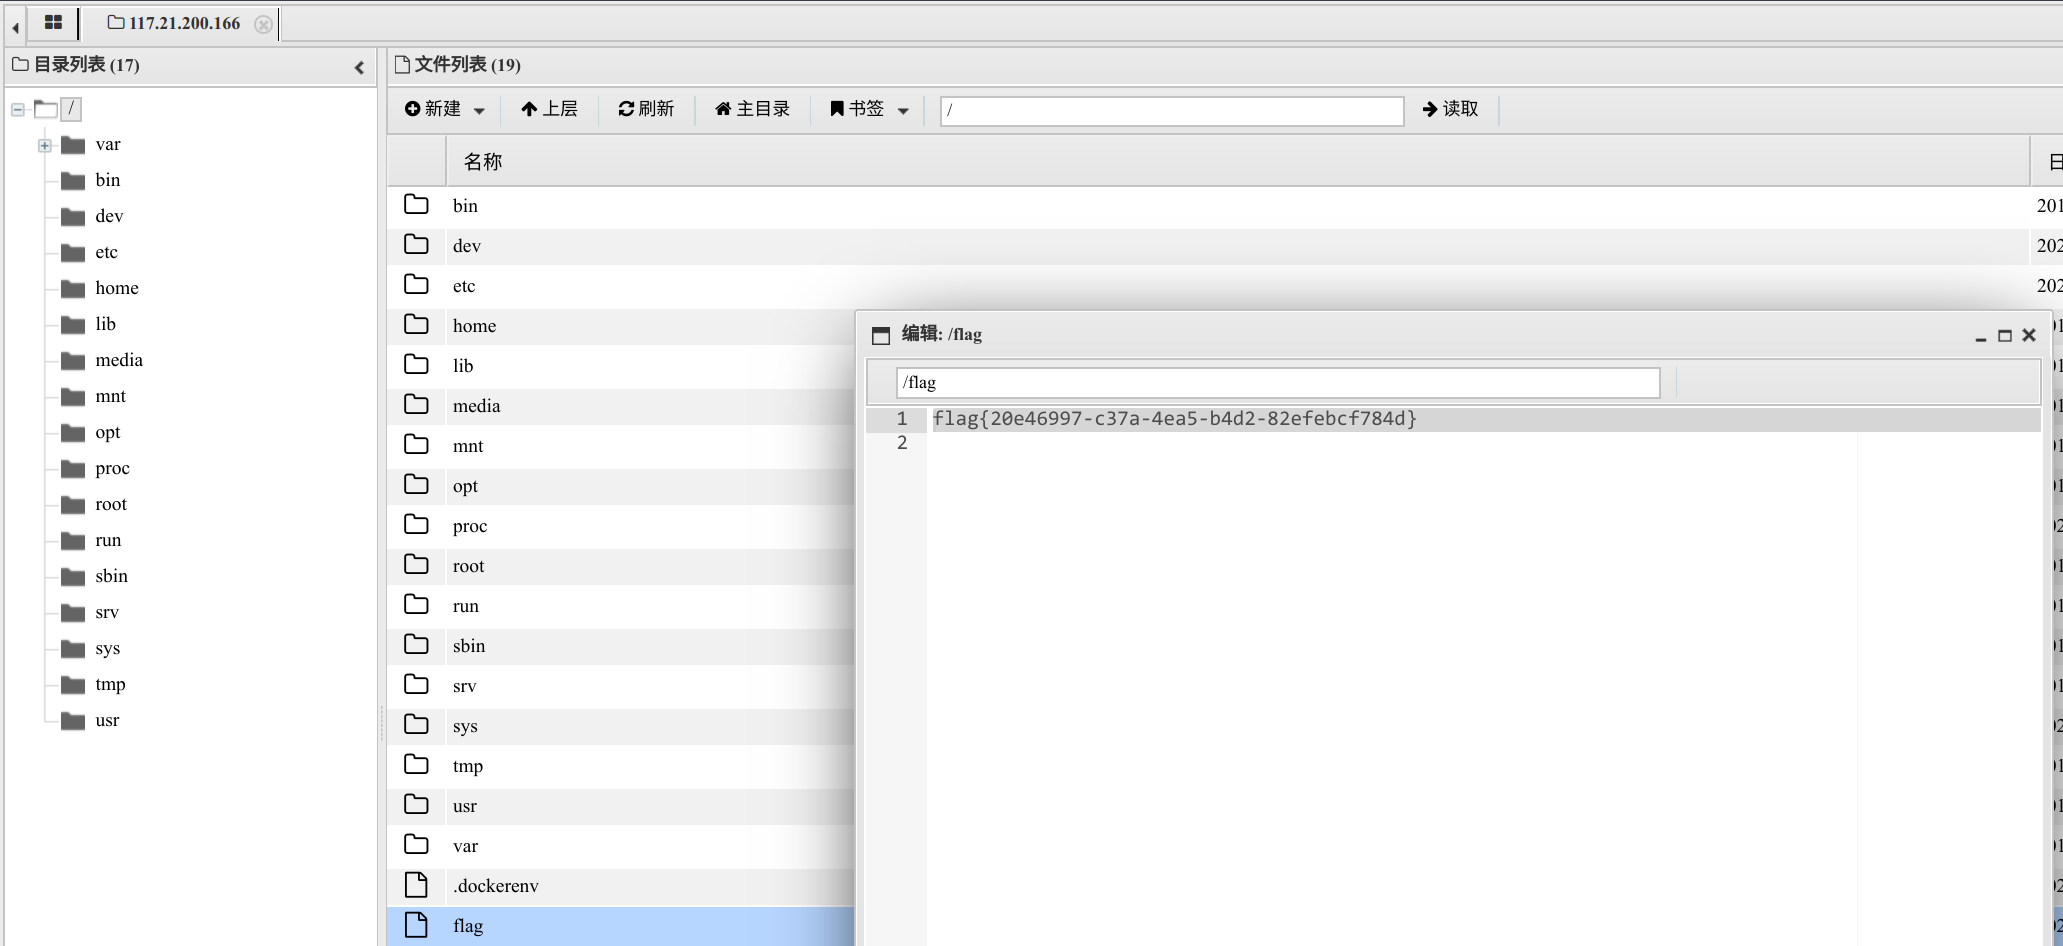 117.21.200.166
目录列表 (17)
/
var
bin
dev
etc
home
lib
media
mnt
opt
proc
root
run
sbin
srv
sys
tmp
usr
文件列表 (19)
新建 上层 刷新 主目录 书签 / 读取
名称
bin
dev
etc
home
lib
media
mnt
opt
proc
root
run
sbin
srv
sys
tmp
usr
var
.dockerenv
flag
编辑: /flag
/flag
1 flag{20e46997-c37a-4ea5-b4d2-82efebcf784d}
2